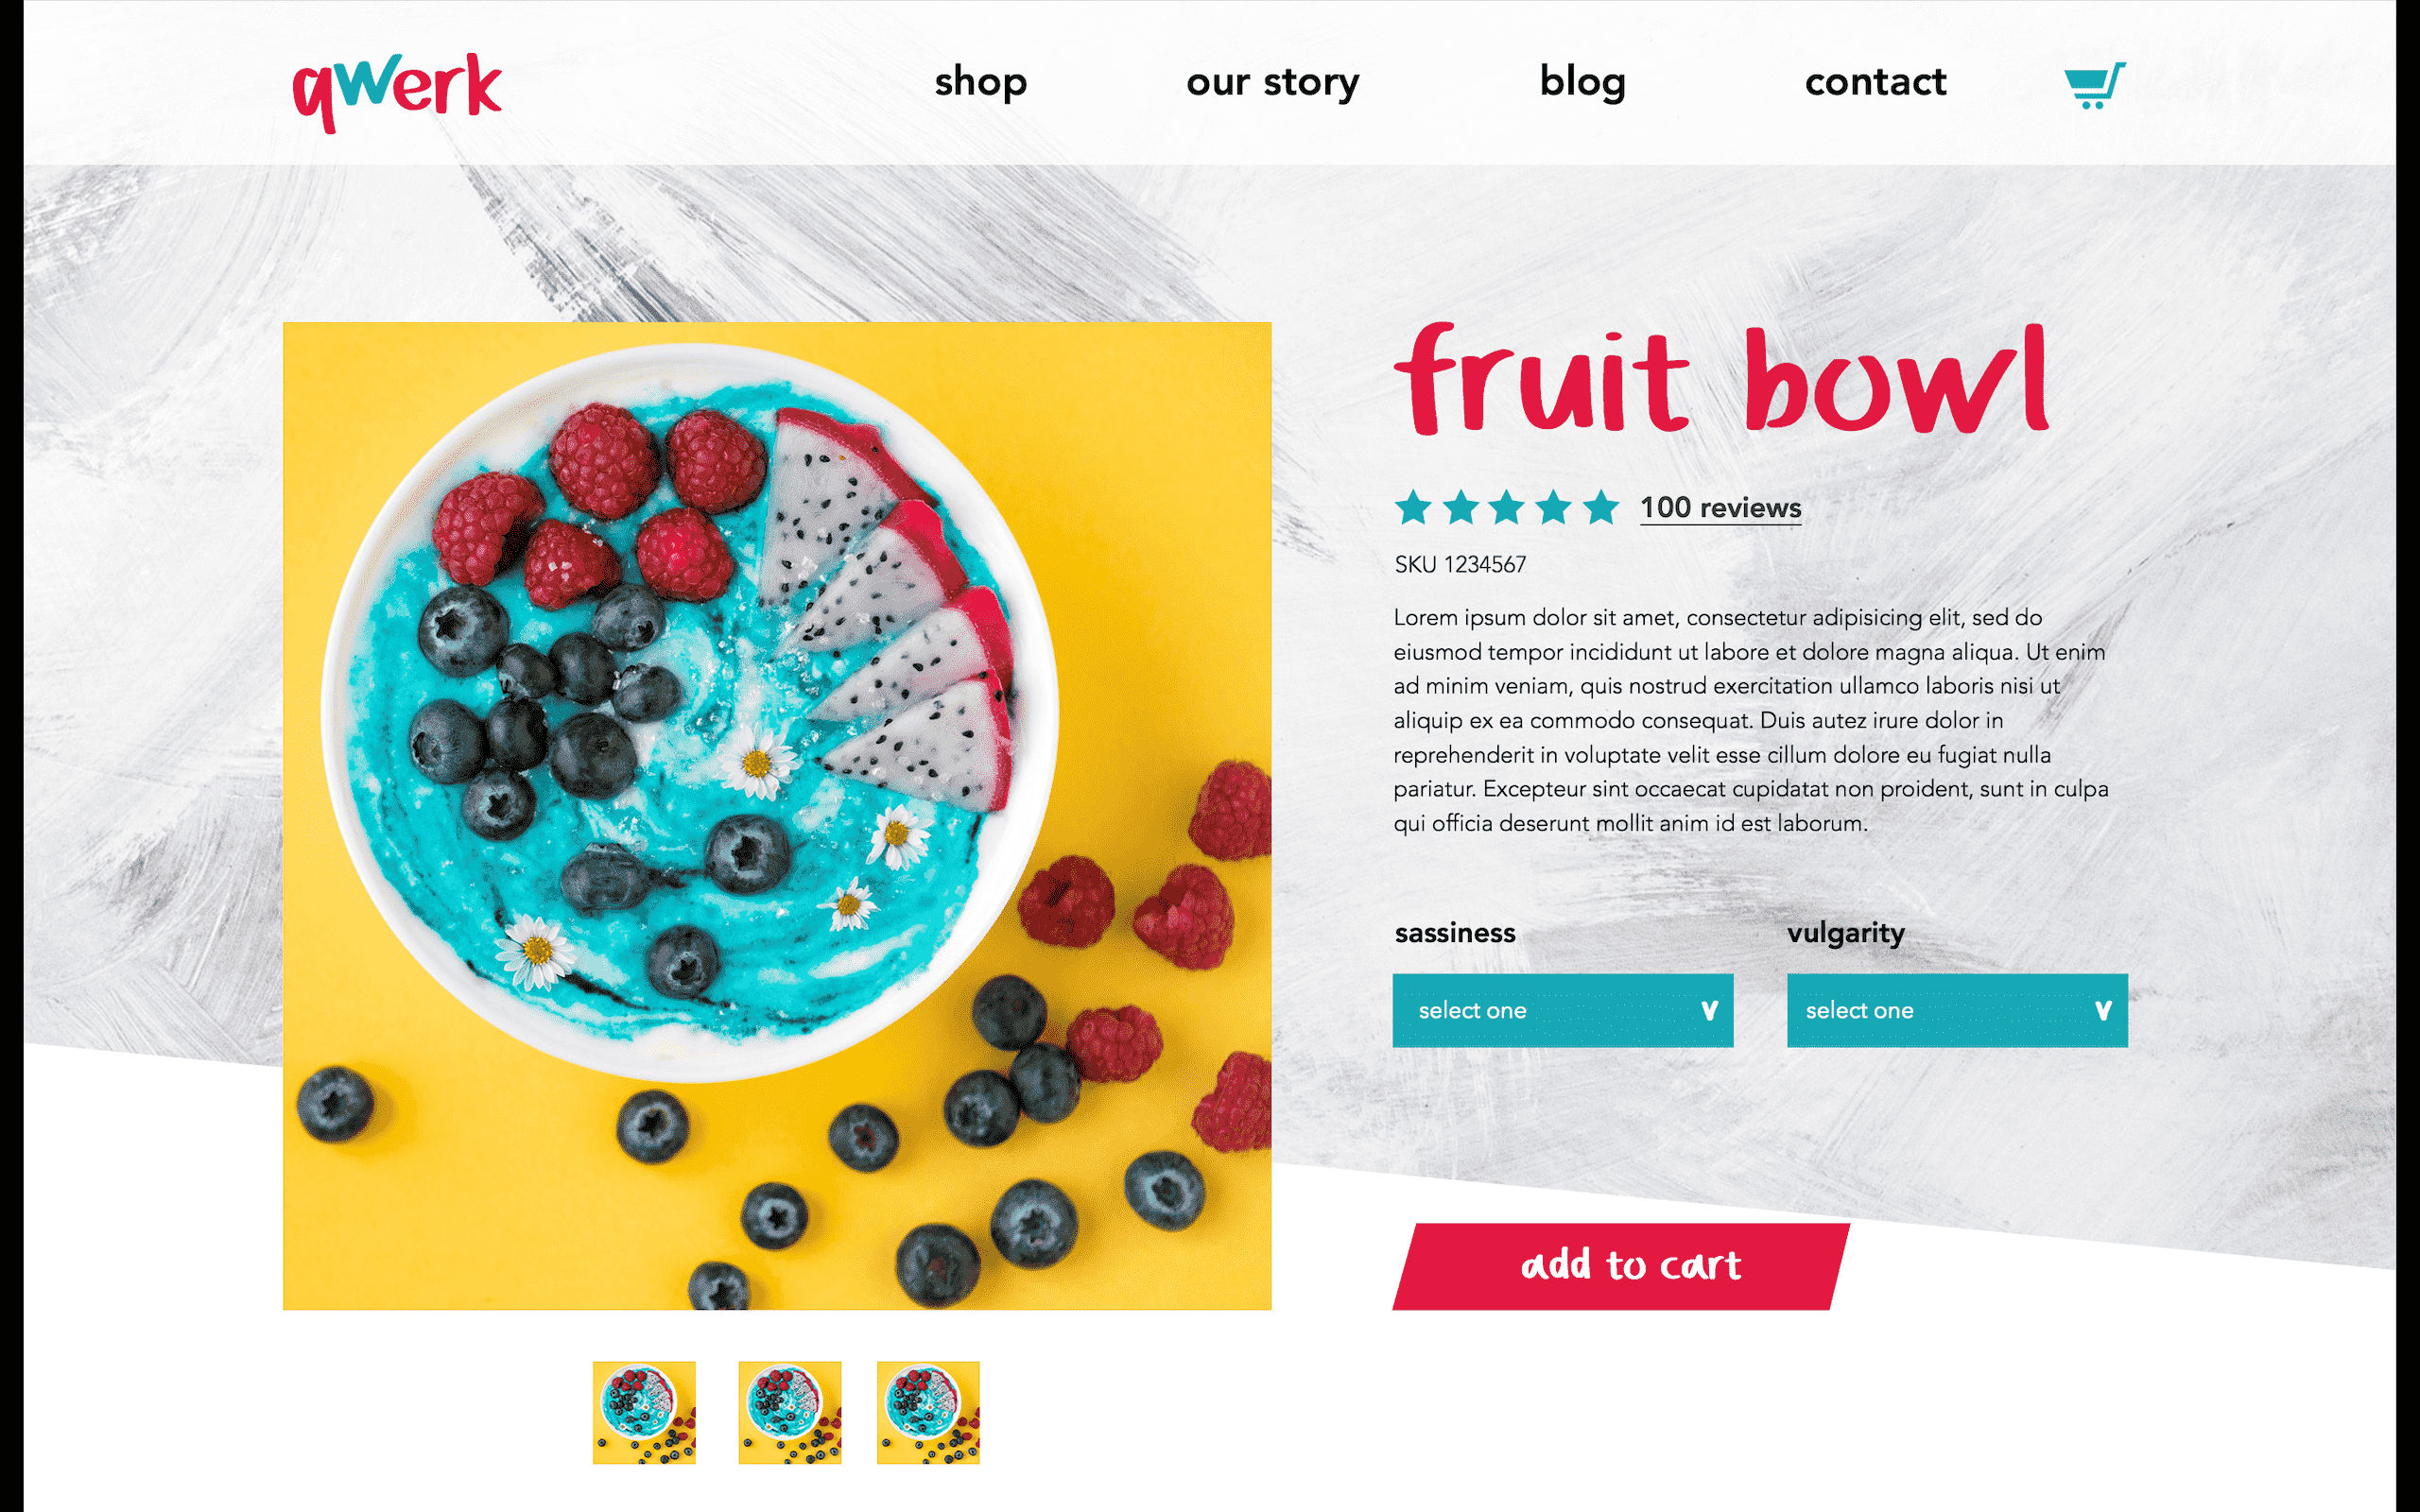 qwerk
shop
our story
blog
contact
fruit bowl
100 reviews
SKU 1234567
Lorem ipsum dolor sit amet, consectetur adipisicing elit, sed do
eiusmod tempor incididunt ut labore et dolore magna aliqua. Ut enim
ad minim veniam, quis nostrud exercitation ullamco laboris nisi ut
aliquip ex ea commodo consequat. Duis autez irure dolor in
reprehenderit in voluptate velit esse cillum dolore eu fugiat nulla
pariatur. Excepteur sint occaecat cupidatat non proident, sunt in culpa
qui officia deserunt mollit anim id est laborum.
sassiness
vulgarity
select one
select one
add to cart